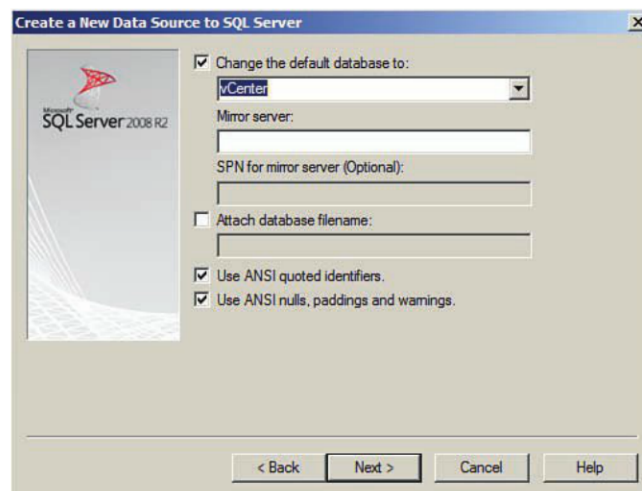 Create a New Data Source to SQL Server
Microsoft
SQL Server 2008 R2
Change the default database to:
vCenter
Mirror server:
SPN for mirror server (Optional):
Attach database filename:
Use ANSI quoted identifiers.
Use ANSI nulls, paddings and warnings.
< Back Next > Cancel Help